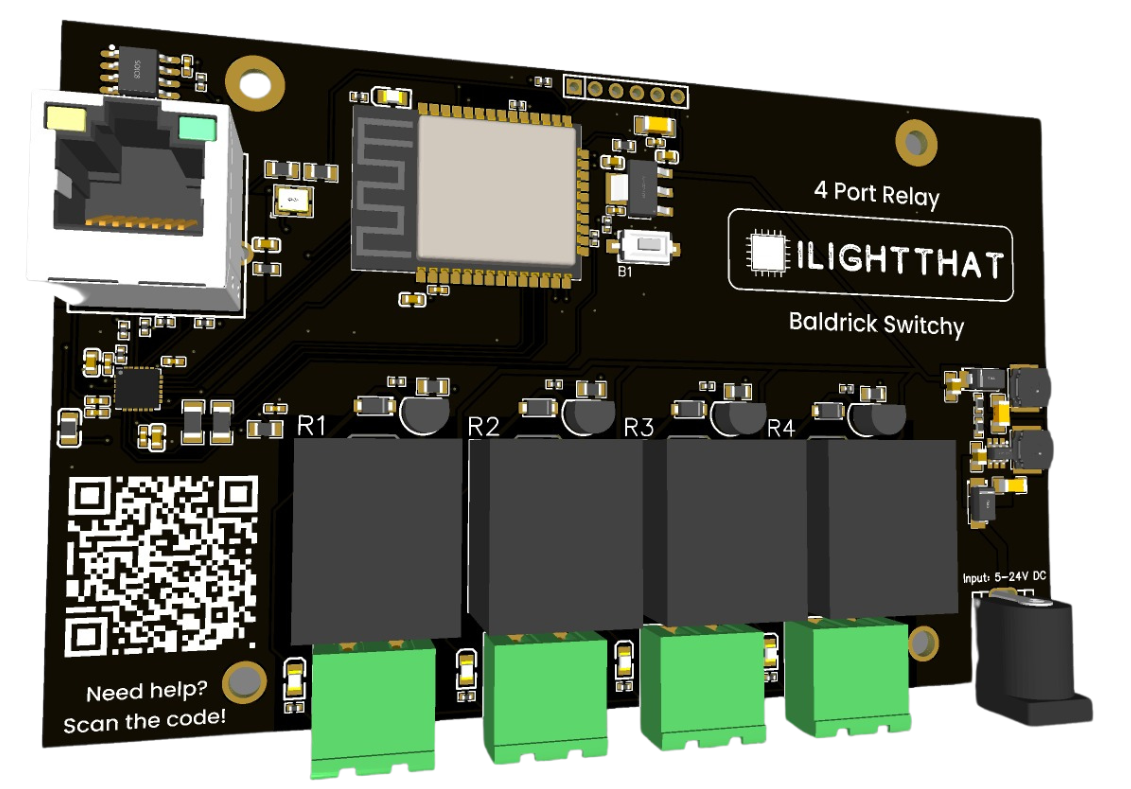 4 Port Relay
ILIGHTTHAT
Baldrick Switchy
B1
R1
R2
R3
R4
Input: 5-24V DC
Need help?
Scan the code!